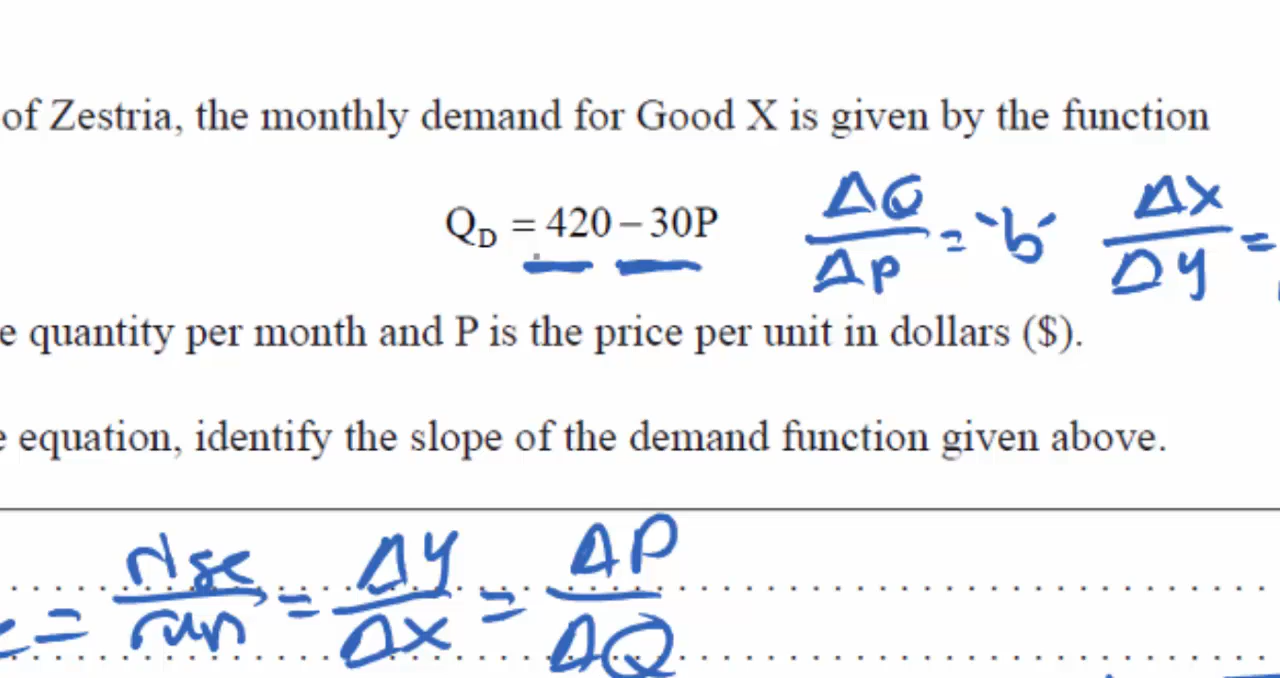 of Zestria, the monthly demand for Good X is given by the function
Q_D = 420 – 30P
ΔQ/ΔP = 'b' Δx/Δy =
e quantity per month and P is the price per unit in dollars ($).
e equation, identify the slope of the demand function given above.
= rise/run = Δy/Δx = ΔP/ΔQ